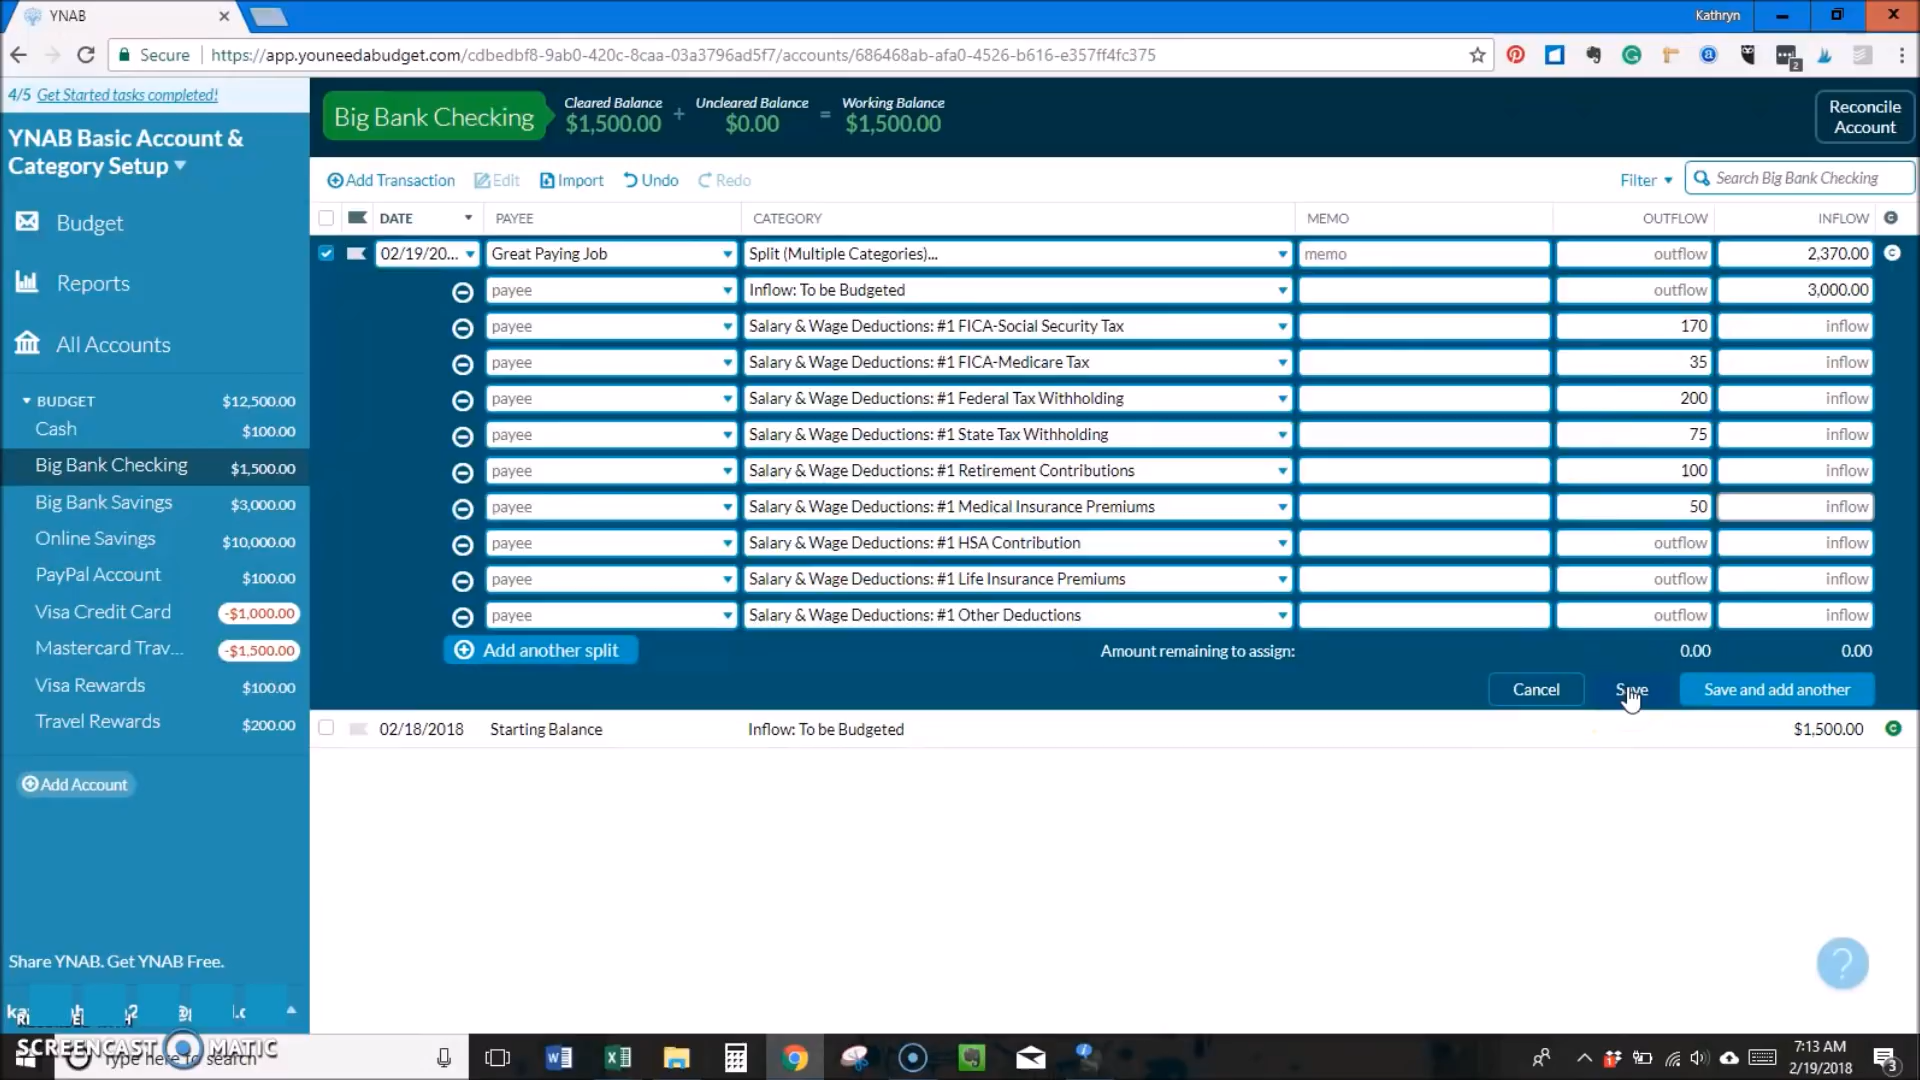 YNAB
Kathryn
Secure
https://app.youneedabudget.com/cdbedbf8-9ab0-420c-8caa-03a3796ad5f7/accounts/686468ab-afa0-4526-b616-e357ff4fc375
2
4/5 Get Started tasks completed!
YNAB Basic Account &
Category Setup
Budget
Reports
All Accounts
BUDGET $12,500.00
Cash $100.00
Big Bank Checking $1,500.00
Big Bank Savings $3,000.00
Online Savings $10,000.00
PayPal Account $100.00
Visa Credit Card -$1,000.00
Mastercard Trav... -$1,500.00
Visa Rewards $100.00
Travel Rewards $200.00
Add Account
Share YNAB. Get YNAB Free.
Big Bank Checking
Cleared Balance
$1,500.00
+
Uncleared Balance
$0.00
=
Working Balance
$1,500.00
Reconcile
Account
Add Transaction Edit Import Undo Redo
Filter
Search Big Bank Checking
DATE PAYEE CATEGORY MEMO OUTFLOW INFLOW C
02/19/20... Great Paying Job Split (Multiple Categories)... memo outflow 2,370.00 C
payee Inflow: To be Budgeted outflow 3,000.00
payee Salary & Wage Deductions: #1 FICA-Social Security Tax 170 inflow
payee Salary & Wage Deductions: #1 FICA-Medicare Tax 35 inflow
payee Salary & Wage Deductions: #1 Federal Tax Withholding 200 inflow
payee Salary & Wage Deductions: #1 State Tax Withholding 75 inflow
payee Salary & Wage Deductions: #1 Retirement Contributions 100 inflow
payee Salary & Wage Deductions: #1 Medical Insurance Premiums 50 inflow
payee Salary & Wage Deductions: #1 HSA Contribution outflow inflow
payee Salary & Wage Deductions: #1 Life Insurance Premiums outflow inflow
payee Salary & Wage Deductions: #1 Other Deductions outflow inflow
Add another split Amount remaining to assign: 0.00 0.00
Cancel Save Save and add another
02/18/2018 Starting Balance Inflow: To be Budgeted $1,500.00 C
?
SCREENCAST MATIC
Type here to search
7:13 AM
2/19/2018
3